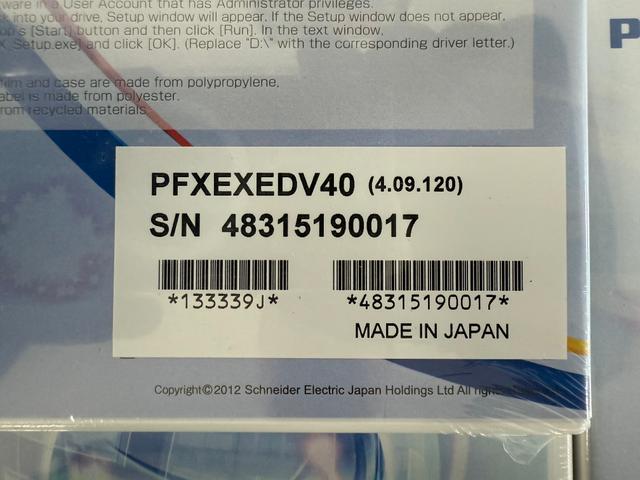 ware in a User Account that has Administrator privileges.
k into your drive, Setup window will appear. If the Setup window does not appear,
[Start] button and then click [Run]. In the text window,
Setup.exe] and click [OK]. (Replace "D:\" with the corresponding driver letter.)
film and case are made from polypropylene,
label is made from polyester.
from recycled materials.
P
PFXEXEDV40 (4.09.120)
S/N 48315190017
*133339J* *48315190017*
MADE IN JAPAN
Copyright©2012 Schneider Electric Japan Holdings Ltd All rights